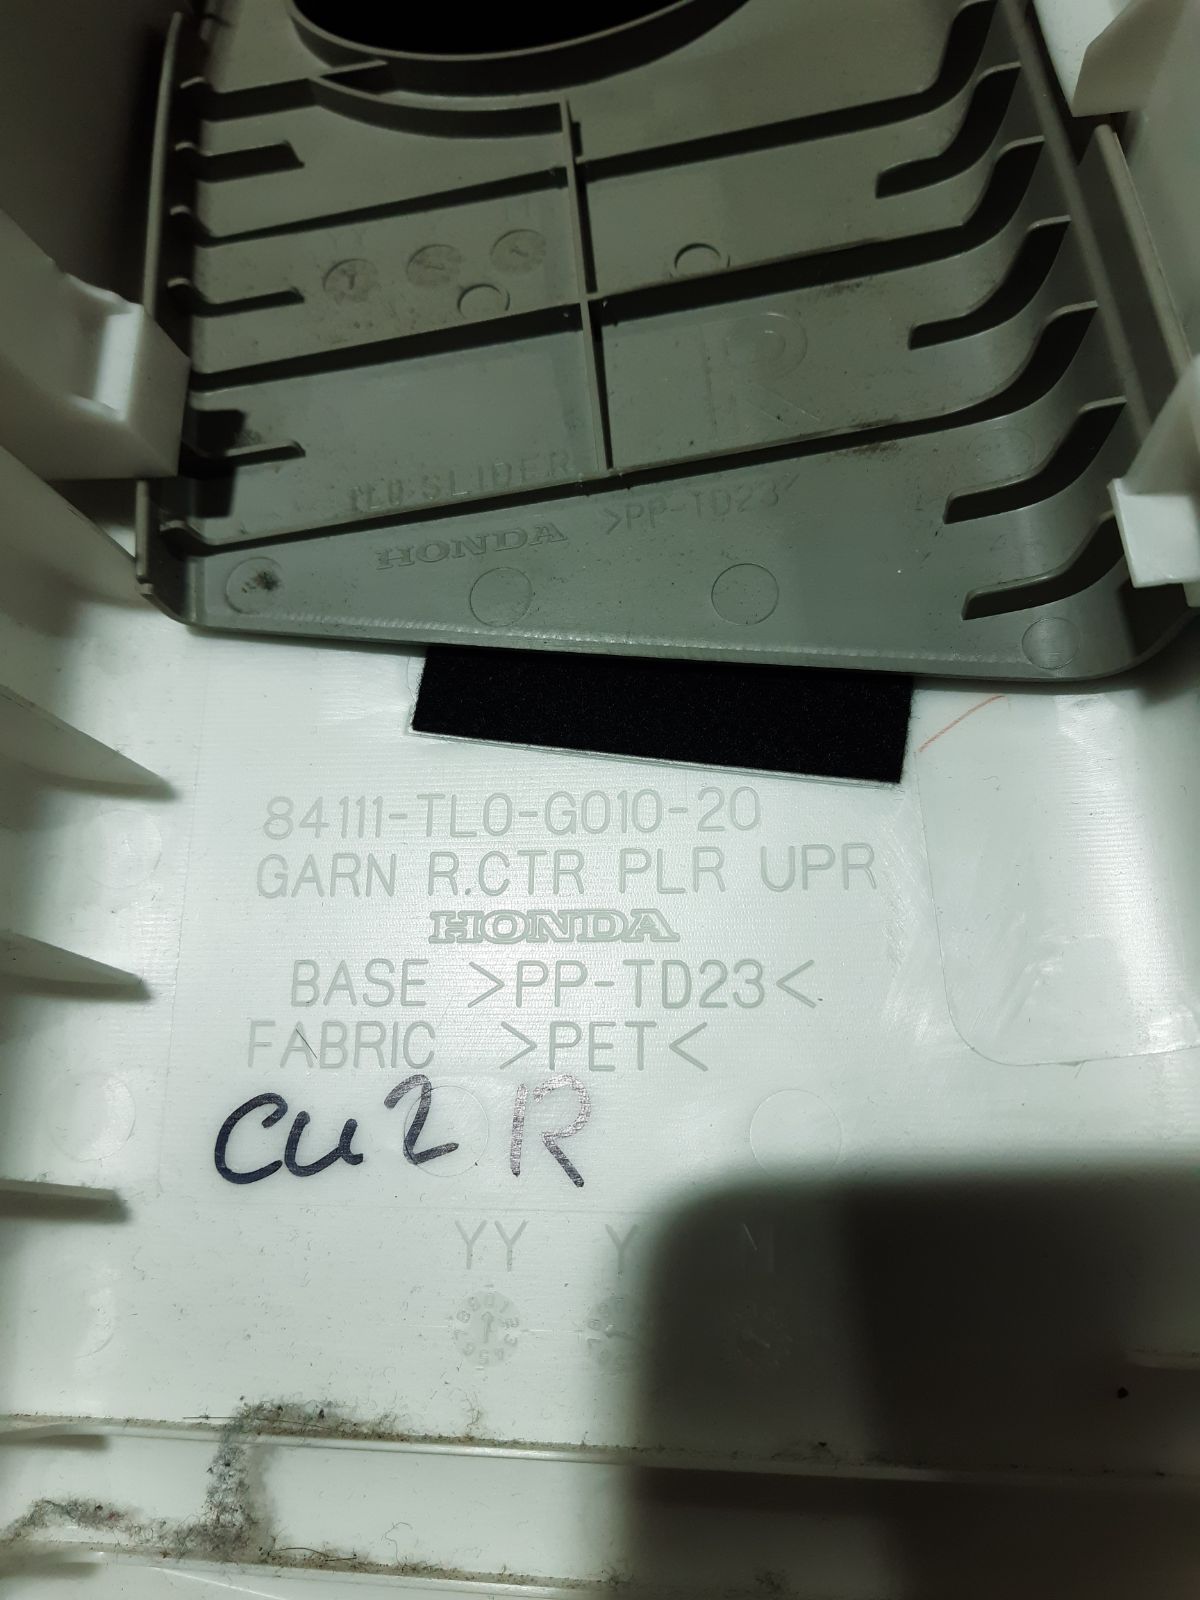 R
TL0 SLIDER
HONDA >PP-TD23<
84111-TL0-G010-20
GARN R.CTR PLR UPR
HONDA
BASE >PP-TD23<
FABRIC >PET<
CU2 R
YY Y